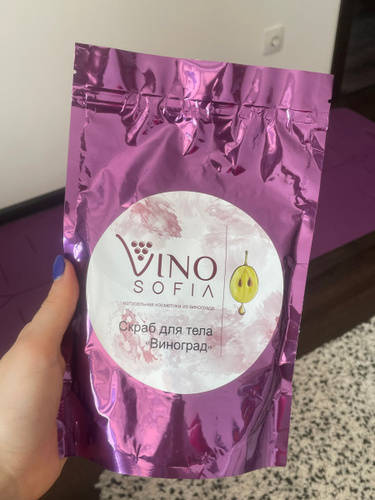 VINO
SOFIA
натуральная косметика из винограда
Скраб для тела
«Виноград»